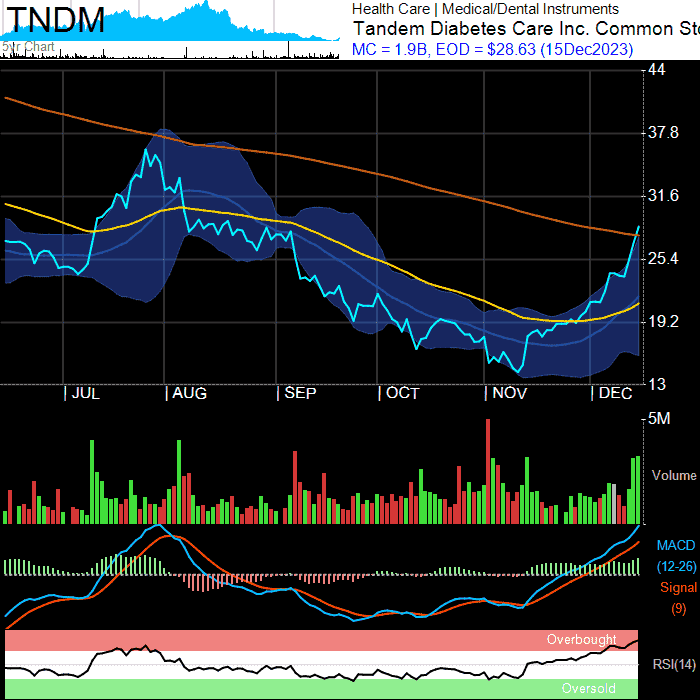 TNDM
5yr Chart
Health Care | Medical/Dental Instruments
Tandem Diabetes Care Inc. Common Sto
MC = 1.9B, EOD = $28.63 (15Dec2023)
44
37.8
31.6
25.4
19.2
13
JUL AUG SEP OCT NOV DEC
5M
Volume
MACD
(12-26)
Signal
(9)
Overbought
RSI(14)
Oversold